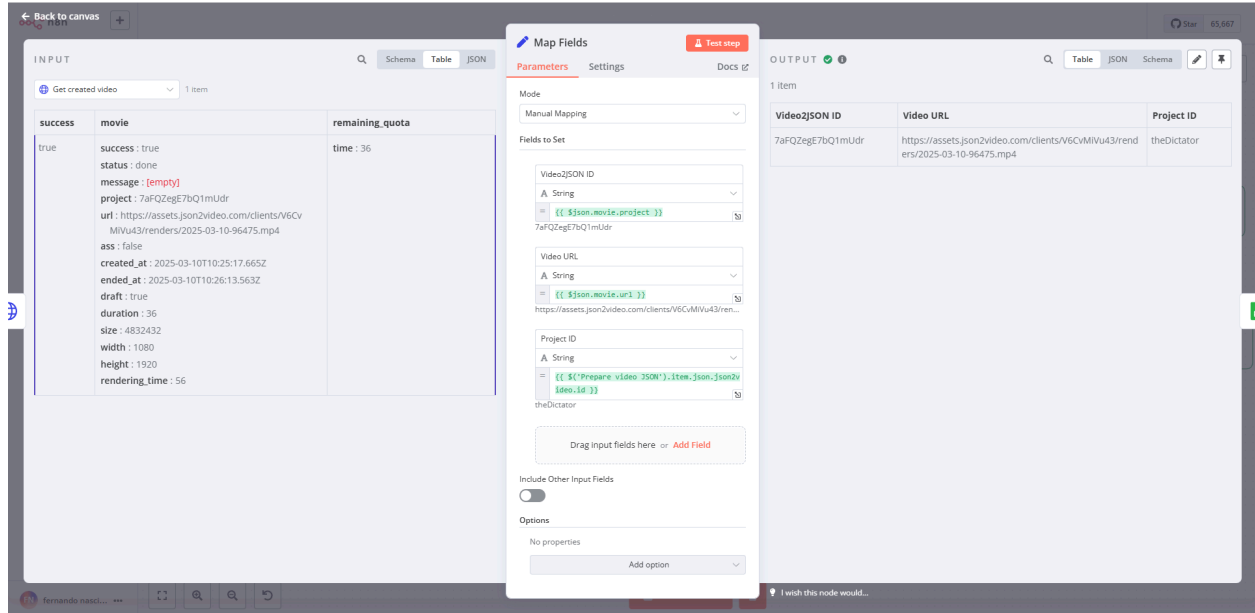 ← Back to canvas
n8n
+
Star 65,667
INPUT
Schema Table JSON
Get created video
1 item
success movie remaining_quota
true
success : true
status : done
message : [empty]
project : 7aFQZegE7bQ1mUdr
url : https://assets.json2video.com/clients/V6Cv
MiVu43/renders/2025-03-10-96475.mp4
ass : false
created_at : 2025-03-10T10:25:17.665Z
ended_at : 2025-03-10T10:26:13.563Z
draft : true
duration : 36
size : 4832432
width : 1080
height : 1920
rendering_time : 56
time : 36
Map Fields
Test step
Parameters Settings Docs
Mode
Manual Mapping
Fields to Set
Video2JSON ID
A String
= {{ $json.movie.project }}
7aFQZegE7bQ1mUdr
Video URL
A String
= {{ $json.movie.url }}
https://assets.json2video.com/clients/V6CvMiVu43/ren...
Project ID
A String
= {{ $('Prepare video JSON').item.json.json2v
ideo.id }}
theDictator
Drag input fields here or Add Field
Include Other Input Fields
Options
No properties
Add option
OUTPUT
Table JSON Schema
1 item
Video2JSON ID Video URL Project ID
7aFQZegE7bQ1mUdr
https://assets.json2video.com/clients/V6CvMiVu43/rend
ers/2025-03-10-96475.mp4
theDictator
fernando nasci... •••
I wish this node would...